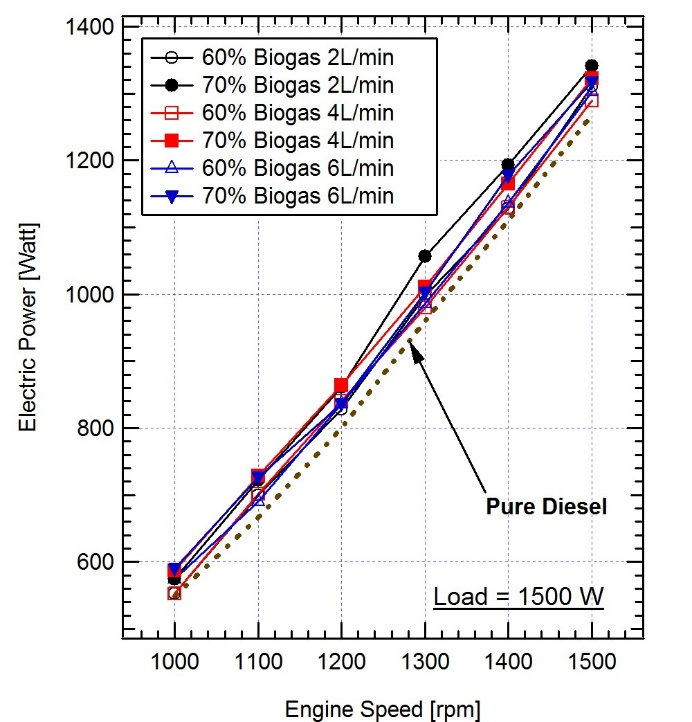 1400
1200
1000
800
600
60% Biogas 2L/min
70% Biogas 2L/min
60% Biogas 4L/min
70% Biogas 4L/min
60% Biogas 6L/min
70% Biogas 6L/min
Electric Power [Watt]
Pure Diesel
Load = 1500 W
1000 1100 1200 1300 1400 1500
Engine Speed [rpm]